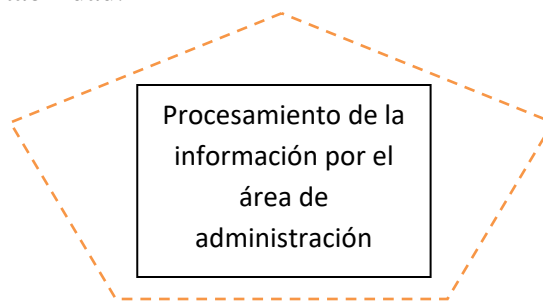 Procesamiento de la
información por el
área de
administración